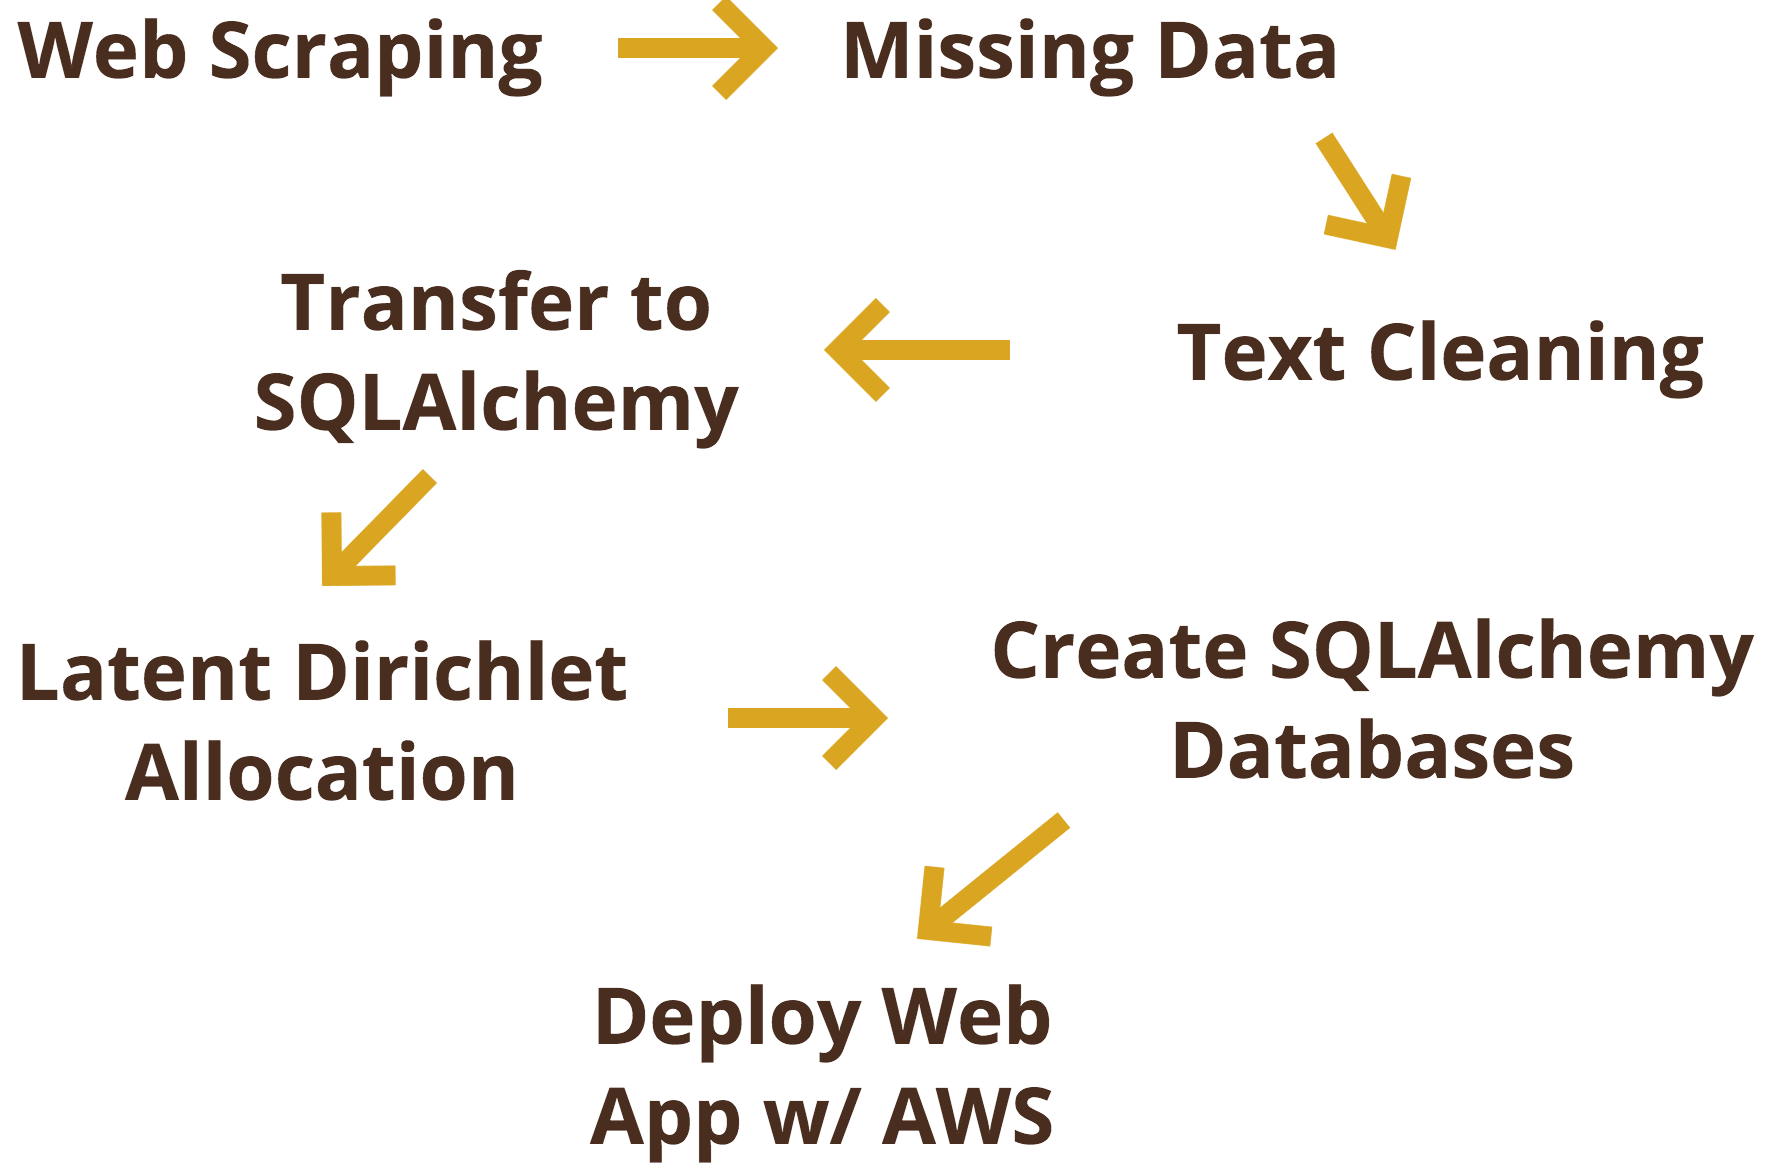 Web Scraping
Missing Data
Text Cleaning
Transfer to
SQLAlchemy
Latent Dirichlet
Allocation
Create SQLAlchemy
Databases
Deploy Web
App w/ AWS